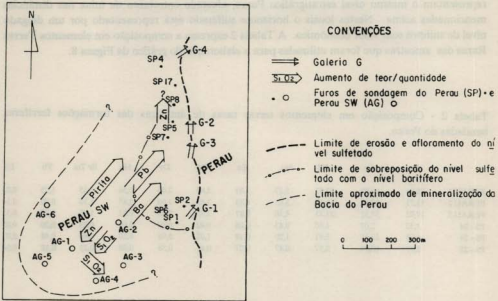 N
SP4
G-4
SP17
?
SP8
Zn
SP5
G-2
SP7
G-3
PERAU
Pirita
Pb
Ba
SP6
SP2
SP1
G-1
AG-6
PERAU SW
Zn
AG-2
SiO2
AG-1
AG-5
SiO2
AG-3
AG-4
?
?
CONVENÇÕES
Galeria G
SiO2 Aumento de teor/quantidade
Furos de sondagem do Perau (SP) • e
Perau SW (AG) O
Limite de erosão e afloramento do ní
vel sulfetado
Limite de sobreposição do nível sulfe
tado com o nível baritífero
Limite aproximado de mineralização da
Bacia do Perau
0 100 200 300m